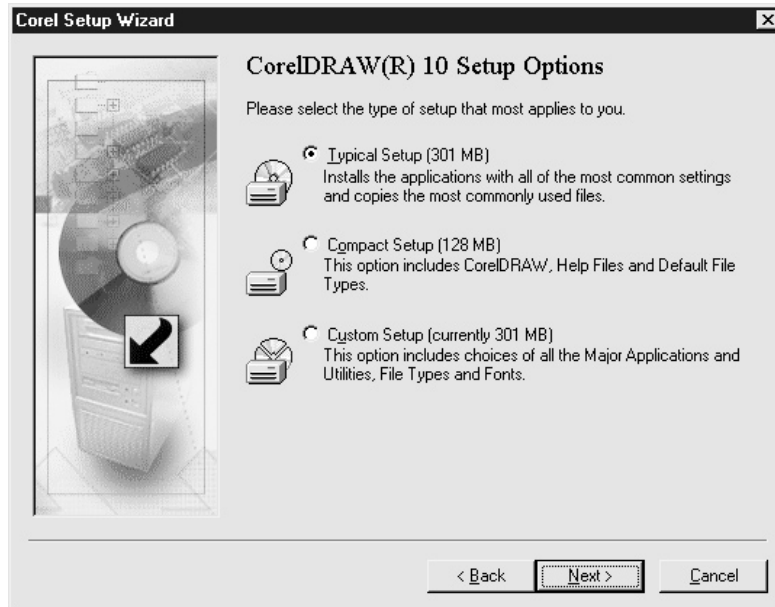 Corel Setup Wizard
CorelDRAW(R) 10 Setup Options
Please select the type of setup that most applies to you.
Typical Setup (301 MB)
Installs the applications with all of the most common settings
and copies the most commonly used files.
Compact Setup (128 MB)
This option includes CorelDRAW, Help Files and Default File
Types.
Custom Setup (currently 301 MB)
This option includes choices of all the Major Applications and
Utilities, File Types and Fonts.
< Back Next > Cancel